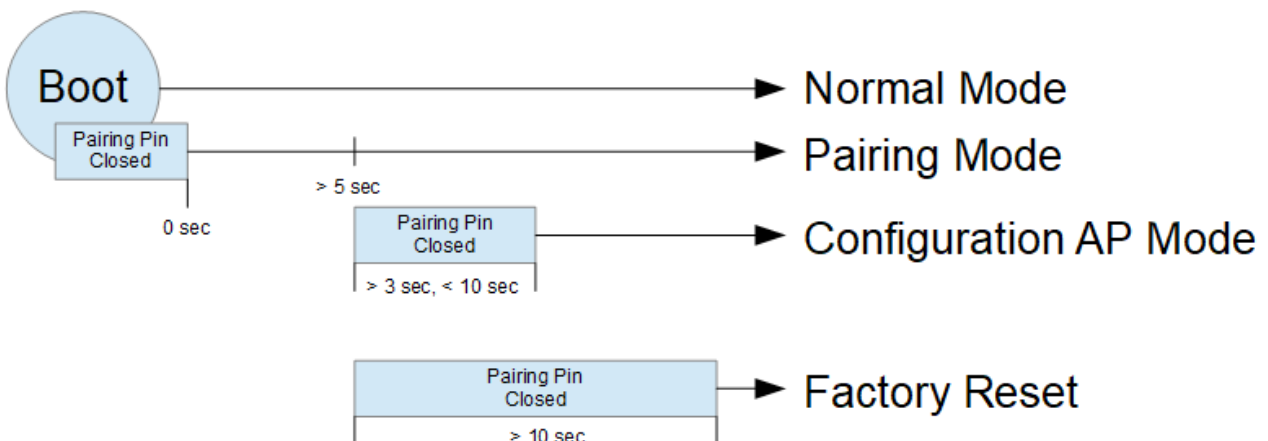 Boot
Normal Mode
Pairing Pin
Closed
Pairing Mode
0 sec
> 5 sec
Pairing Pin
Closed
Configuration AP Mode
> 3 sec, < 10 sec
Pairing Pin
Closed
Factory Reset
> 10 sec